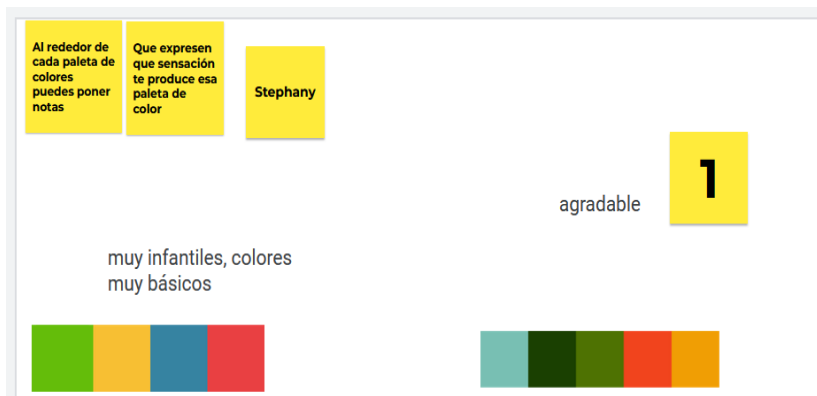 Al rededor de
cada paleta de
colores
puedes poner
notas
Que expresen
que sensación
te produce esa
paleta de
color
Stephany
1
agradable
muy infantiles, colores
muy básicos